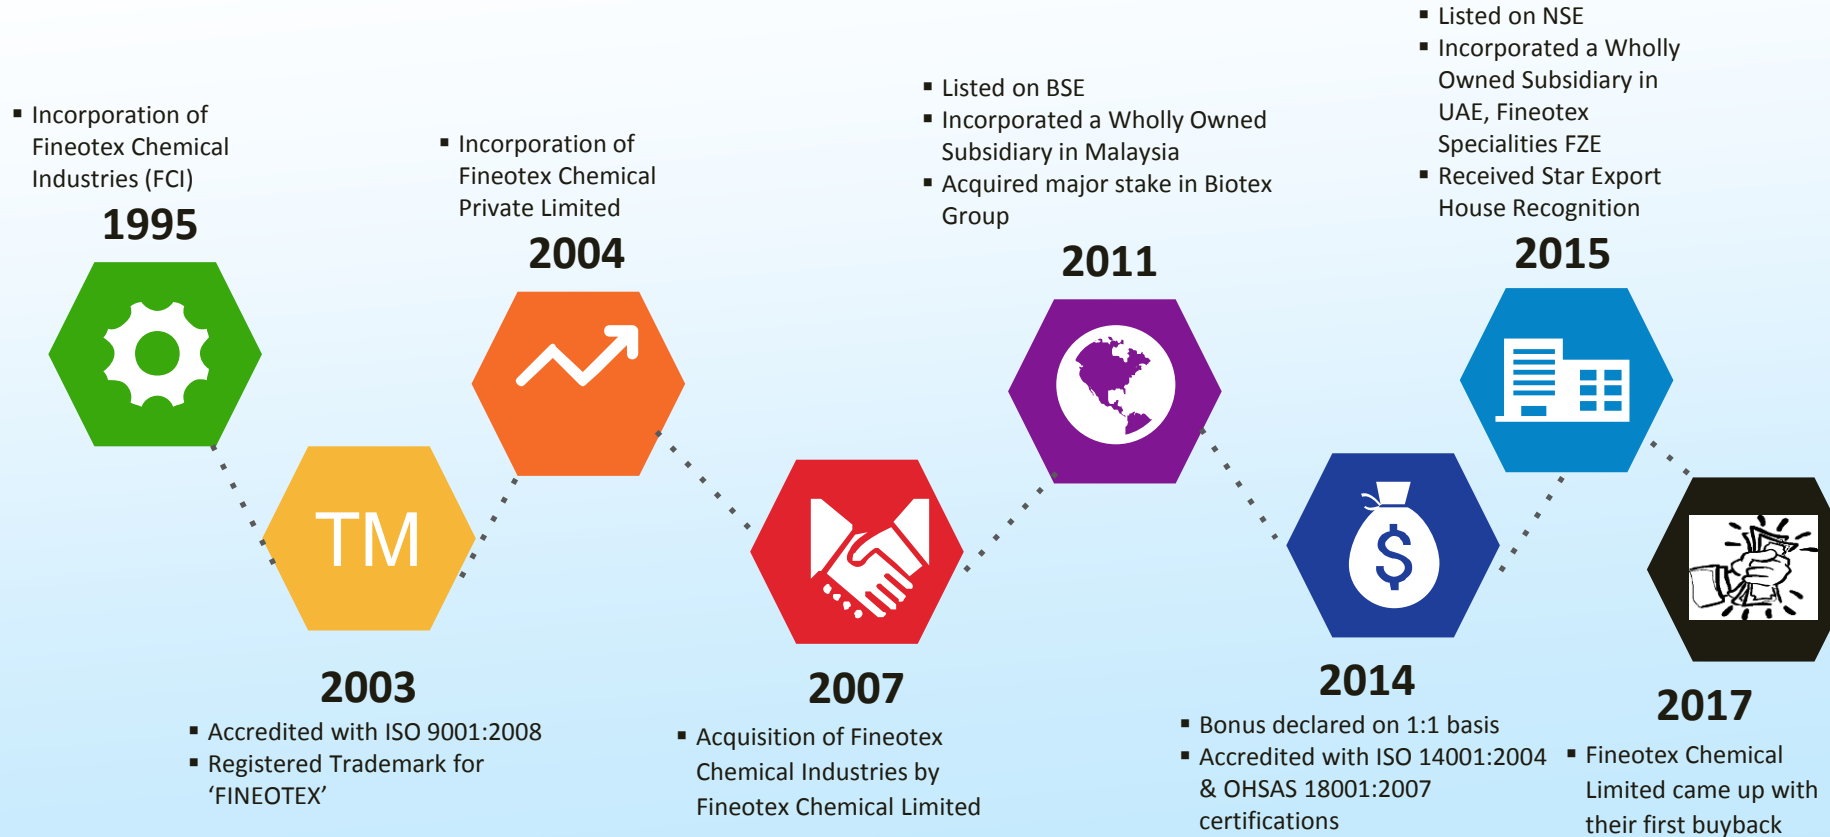 ▪ Incorporation of
Fineotex Chemical
Industries (FCI)
1995
TM
2003
▪ Accredited with ISO 9001:2008
▪ Registered Trademark for
‘FINEOTEX’
▪ Incorporation of
Fineotex Chemical
Private Limited
2004
2007
▪ Acquisition of Fineotex
Chemical Industries by
Fineotex Chemical Limited
▪ Listed on BSE
▪ Incorporated a Wholly Owned
Subsidiary in Malaysia
▪ Acquired major stake in Biotex
Group
2011
$
2014
▪ Bonus declared on 1:1 basis
▪ Accredited with ISO 14001:2004
& OHSAS 18001:2007
certifications
▪ Listed on NSE
▪ Incorporated a Wholly
Owned Subsidiary in
UAE, Fineotex
Specialities FZE
▪ Received Star Export
House Recognition
2015
2017
▪ Fineotex Chemical
Limited came up with
their first buyback